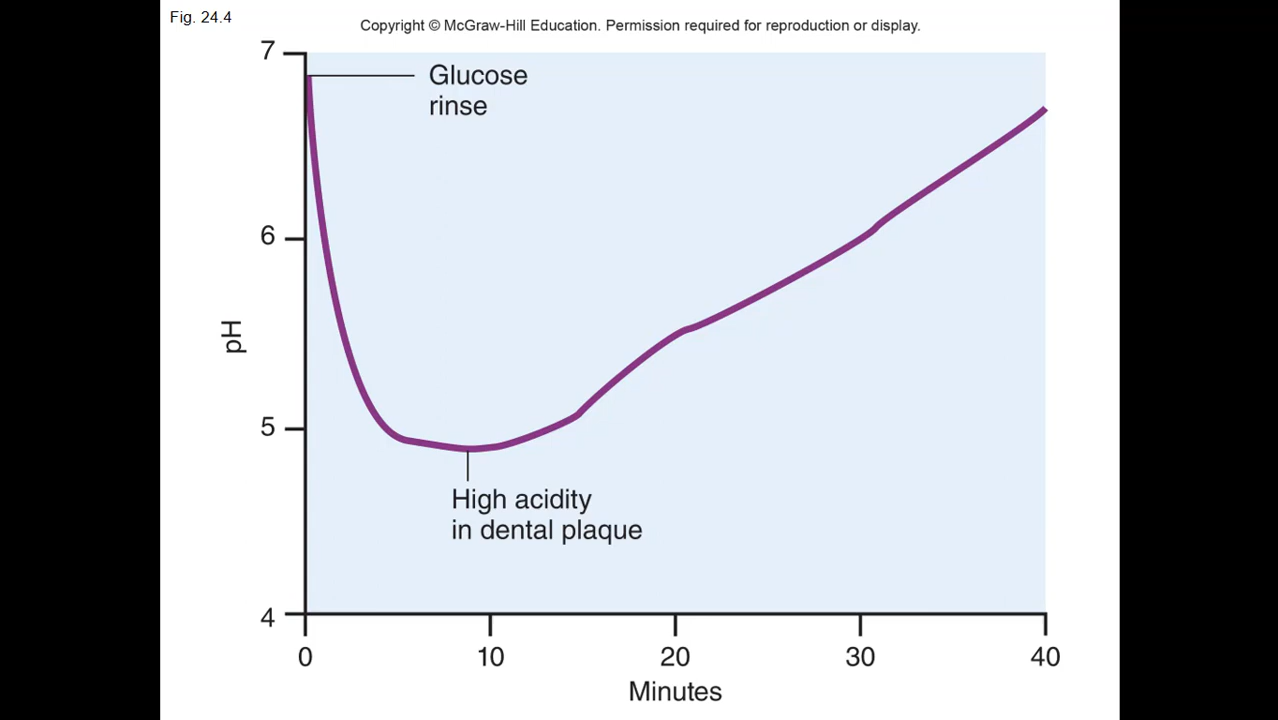 Fig. 24.4
Copyright © McGraw-Hill Education. Permission required for reproduction or display.
7
Glucose
rinse
6
pH
5
High acidity
in dental plaque
4
0 10 20 30 40
Minutes